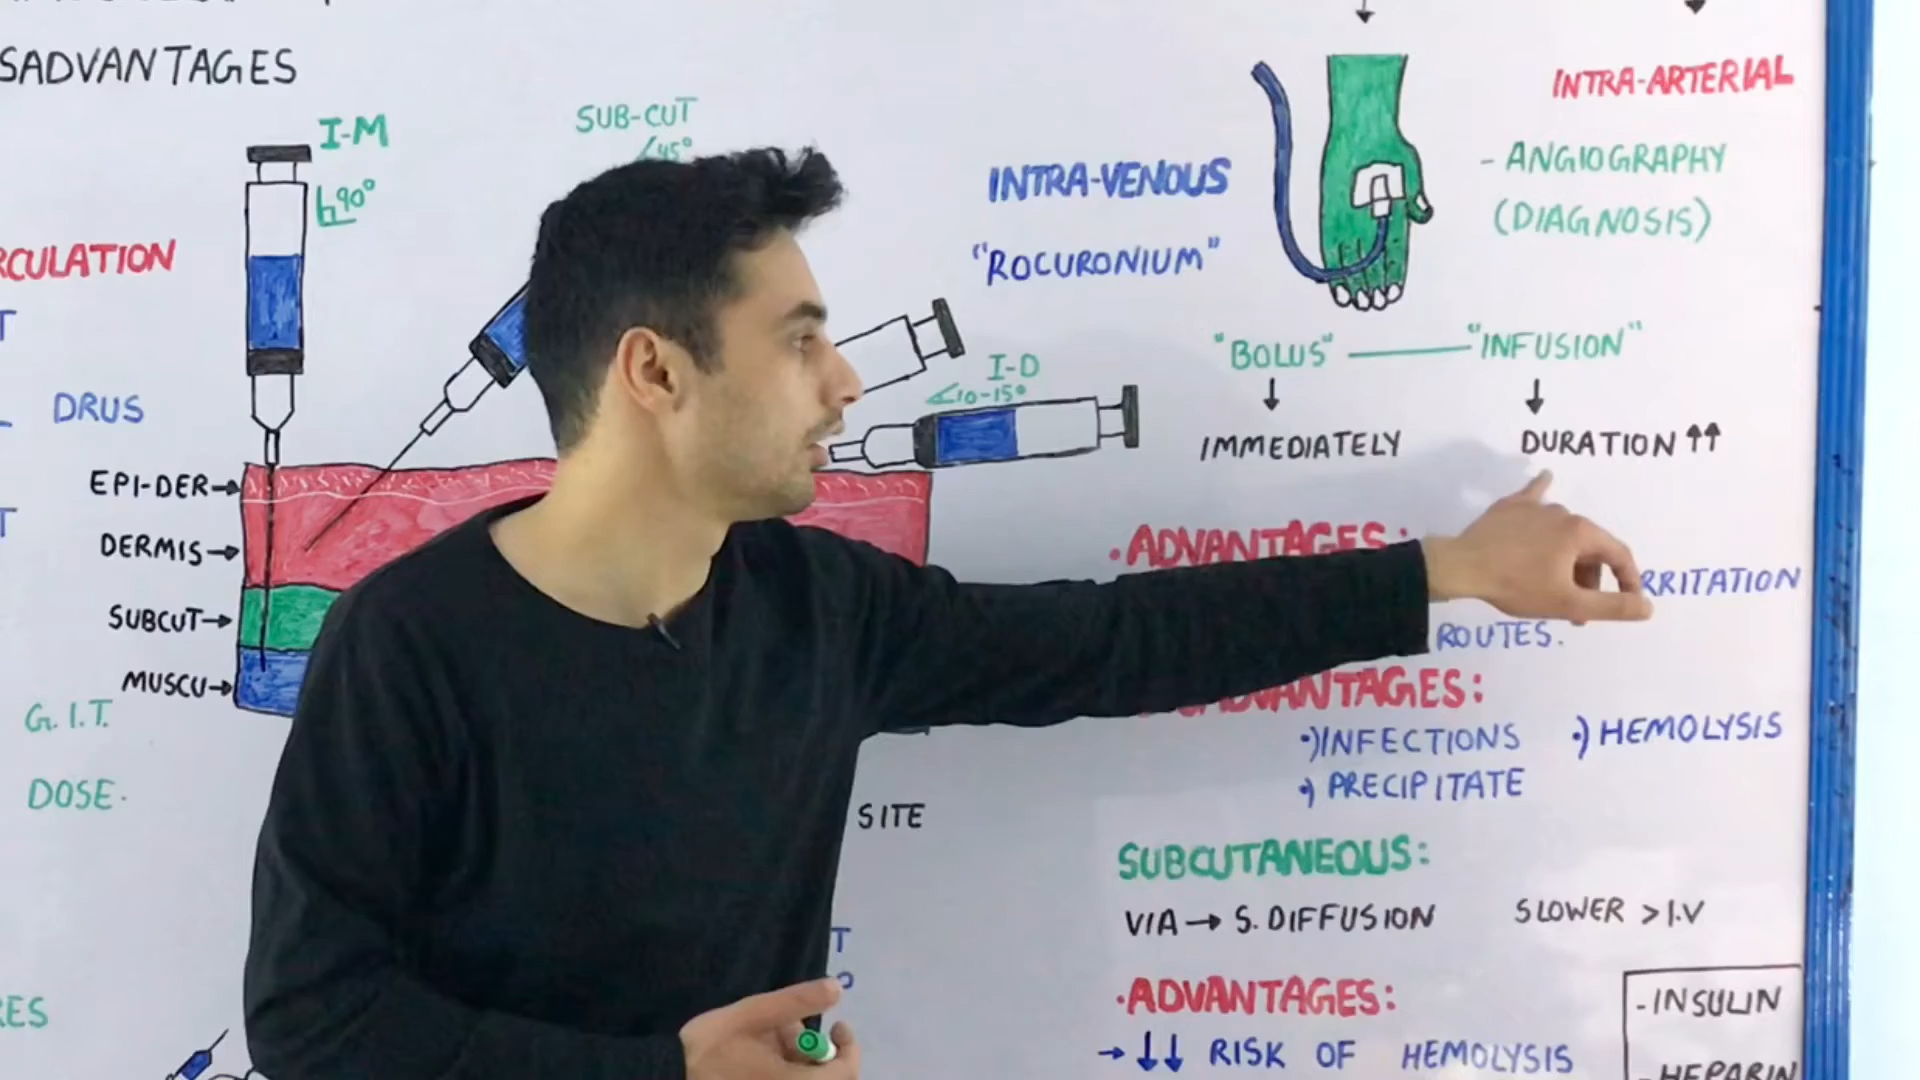 SADVANTAGES
I-M
90°
RCULATION
DRUS
SUB-CUT
45°
I-D
10-15°
EPI-DER→
DERMIS→
SUBCUT→
MUSCU→
G.I.T.
DOSE.
SITE
INTRA-VENOUS
"ROCURONIUM"
INTRA-ARTERIAL
- ANGIOGRAPHY
(DIAGNOSIS)
"BOLUS" — "INFUSION"
↓ ↓
IMMEDIATELY DURATION ↑↑
• ADVANTAGES:
RRITATION
ROUTES.
ADVANTAGES:
•) INFECTIONS •) HEMOLYSIS
•) PRECIPITATE
SUBCUTANEOUS:
VIA → S. DIFFUSION SLOWER > I.V
• ADVANTAGES:
→ ↓↓ RISK OF HEMOLYSIS
- INSULIN
- HEPARIN